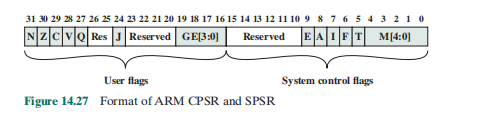 31 30 29 28 27 26 25 24 23 22 21 20 19 18 17 16 15 14 13 12 11 10 9 8 7 6 5 4 3 2 1 0
N Z C V Q Res J Reserved GE[3:0] Reserved E A I F T M[4:0]
User flags System control flags
Figure 14.27 Format of ARM CPSR and SPSR